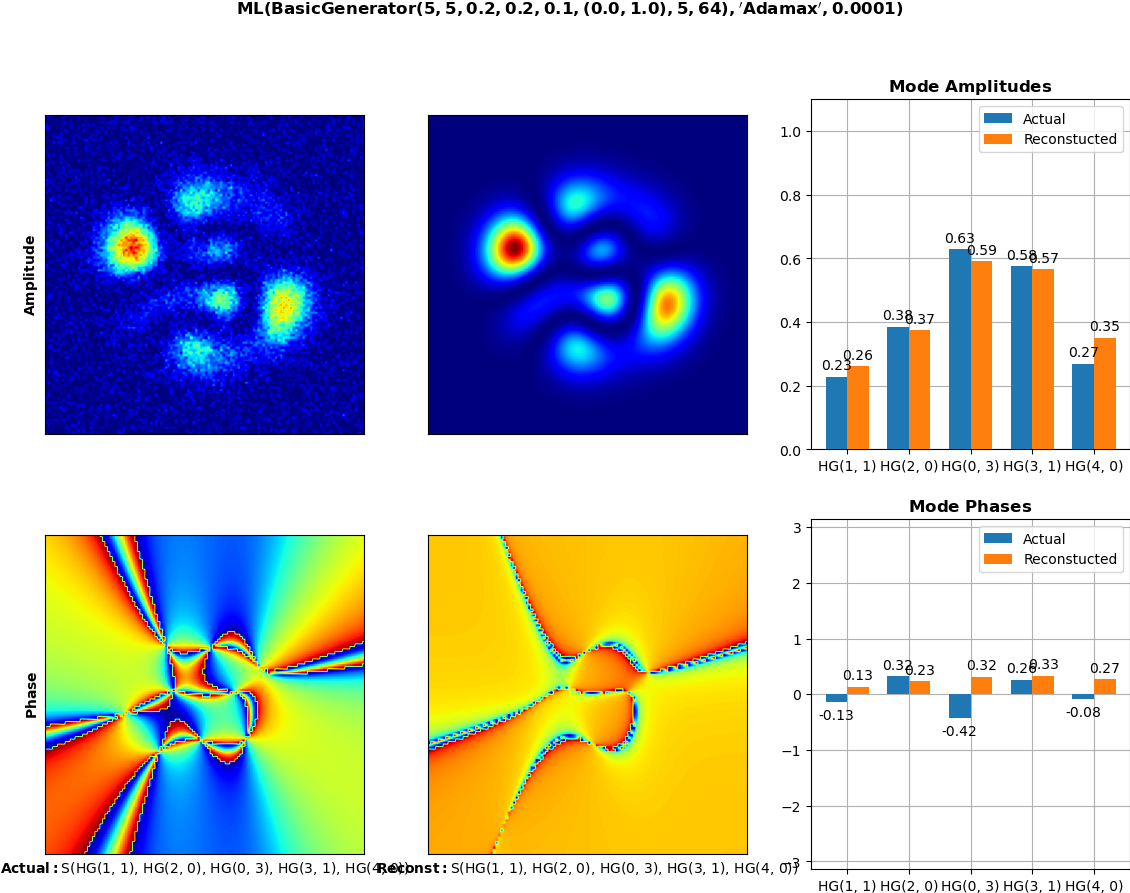 ML(BasicGenerator(5, 5, 0.2, 0.2, 0.1, (0.0, 1.0), 5, 64), ′Adamax′, 0.0001)
Mode Amplitudes
Actual
Reconstucted
1.0
0.8
0.6
0.4
0.2
0.0
0.23
0.26
0.38
0.37
0.63
0.59
0.58
0.57
0.27
0.35
HG(1, 1) HG(2, 0) HG(0, 3) HG(3, 1) HG(4, 0)
Amplitude
Mode Phases
Actual
Reconstucted
3
2
1
0
−1
−2
−3
-0.13
0.13
0.32
0.23
-0.42
0.32
0.26
0.33
-0.08
0.27
HG(1, 1) HG(2, 0) HG(0, 3) HG(3, 1) HG(4, 0)
Phase
Actual: S(HG(1, 1), HG(2, 0), HG(0, 3), HG(3, 1), HG(4, 0))
Reconst: S(HG(1, 1), HG(2, 0), HG(0, 3), HG(3, 1), HG(4, 0))